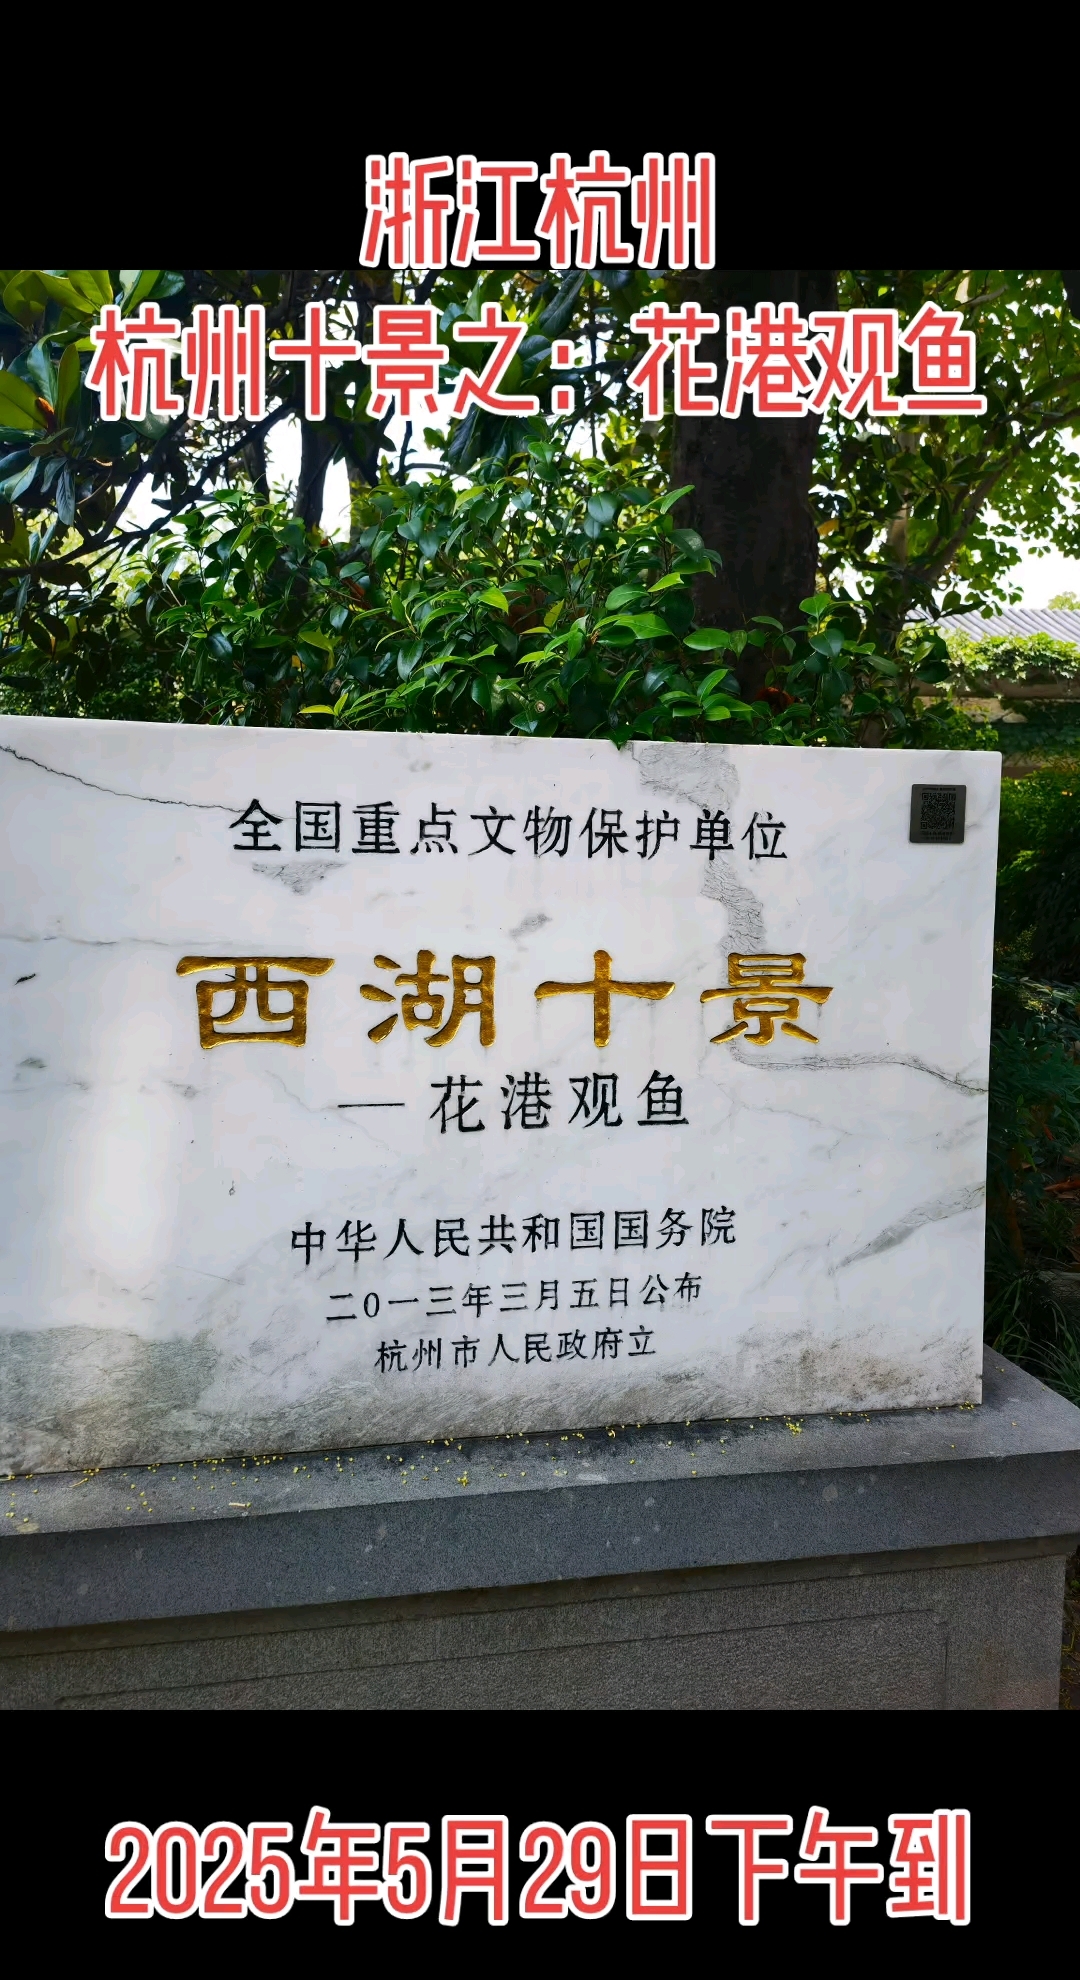 浙江杭州
杭州十景之：花港观鱼
全国重点文物保护单位
西湖十景
—花港观鱼
中华人民共和国国务院
二0一三年三月五日公布
杭州市人民政府立
2025年5月29日下午到